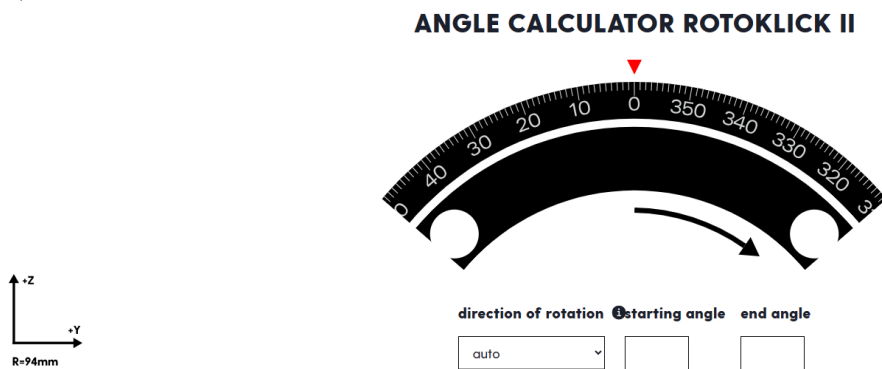 ANGLE CALCULATOR ROTOKLICK II
40 30 20 10 0 350 340 330 320
+Z
+Y
R=94mm
direction of rotation i starting angle end angle
auto